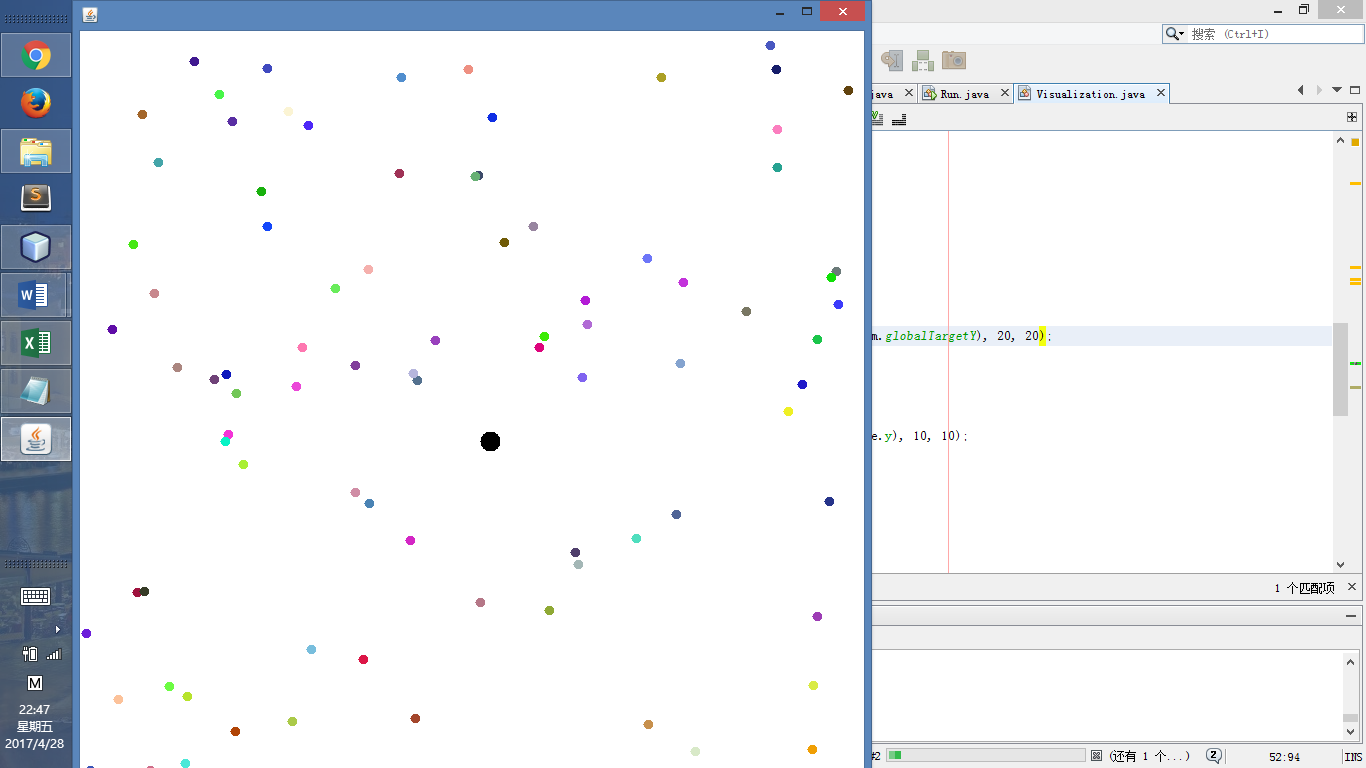 搜索 (Ctrl+I)
java
Run.java
Visualization.java
m.globalTargetY), 20, 20);
e.y), 10, 10);
1 个匹配项
#2
(还有 1 个...)
52:94
INS
M
22:47
星期五
2017/4/28